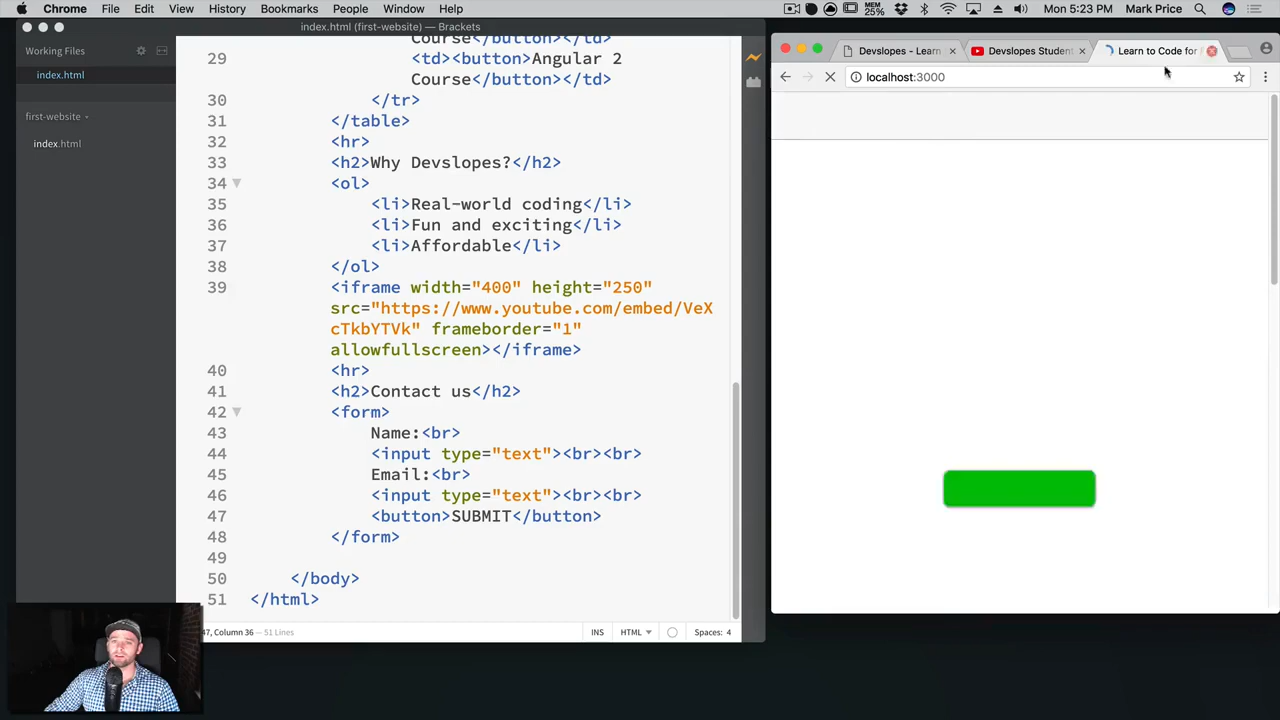 Chrome File Edit View History Bookmarks People Window Help MEM 25% Mon 5:23 PM Mark Price
index.html (first-website) — Brackets
Working Files
index.html
first-website
index.html
Course</button></td>
29 <td><button>Angular 2
Course</button></td>
30 </tr>
31 </table>
32 <hr>
33 <h2>Why Devslopes?</h2>
34 <ol>
35 <li>Real-world coding</li>
36 <li>Fun and exciting</li>
37 <li>Affordable</li>
38 </ol>
39 <iframe width="400" height="250"
src="https://www.youtube.com/embed/VeX
cTkbYTVk" frameborder="1"
allowfullscreen></iframe>
40 <hr>
41 <h2>Contact us</h2>
42 <form>
43 Name:<br>
44 <input type="text"><br><br>
45 Email:<br>
46 <input type="text"><br><br>
47 <button>SUBMIT</button>
48 </form>
49
50 </body>
51 </html>
47, Column 36 — 51 Lines
INS HTML Spaces: 4
Devslopes - Learn
Devslopes Student
Learn to Code for
localhost:3000